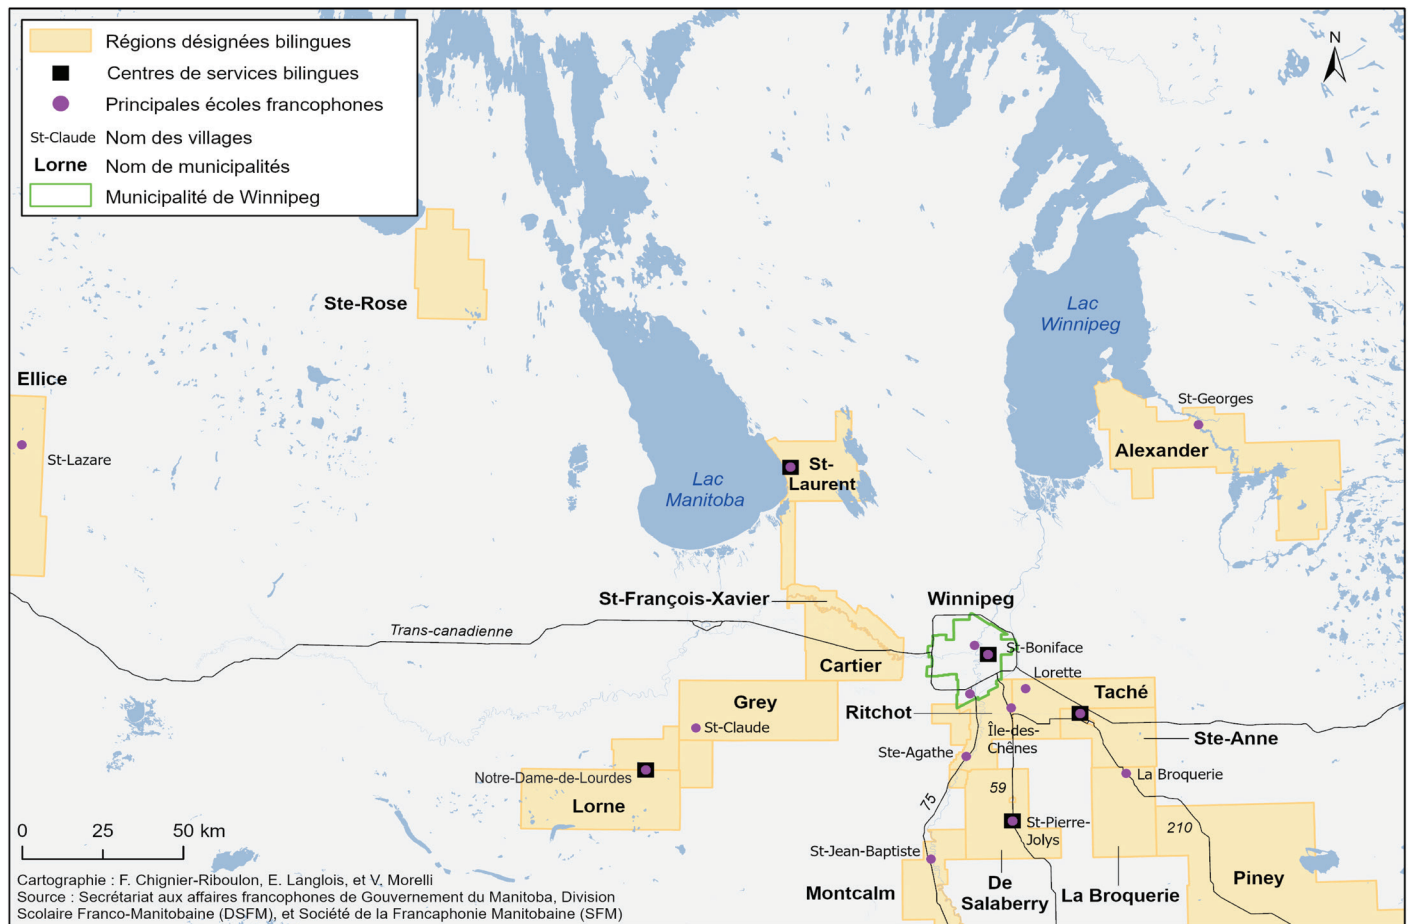 Régions désignées bilingues
Centres de services bilingues
Principales écoles francophones
St-Claude Nom des villages
Lorne Nom de municipalités
Municipalité de Winnipeg
N
Ste-Rose
Lac
Winnipeg
Ellice
St-Lazare
St-Georges
Alexander
St-
Laurent
Lac
Manitoba
St-François-Xavier
Winnipeg
Trans-canadienne
St-Boniface
Cartier
Lorette
Taché
Grey
Ritchot
St-Claude
Île-des-
Chênes
Ste-Anne
Ste-Agathe
Notre-Dame-de-Lourdes
La Broquerie
Lorne
75
59
210
St-Pierre-
Jolys
St-Jean-Baptiste
Montcalm
De
Salaberry
La Broquerie
Piney
0 25 50 km
Cartographie : F. Chignier-Riboulon, E. Langlois, et V. Morelli
Source : Secrétariat aux affaires francophones de Gouvernement du Manitoba, Division
Scolaire Franco-Manitobaine (DSFM), et Société de la Francaphonie Manitobaine (SFM)